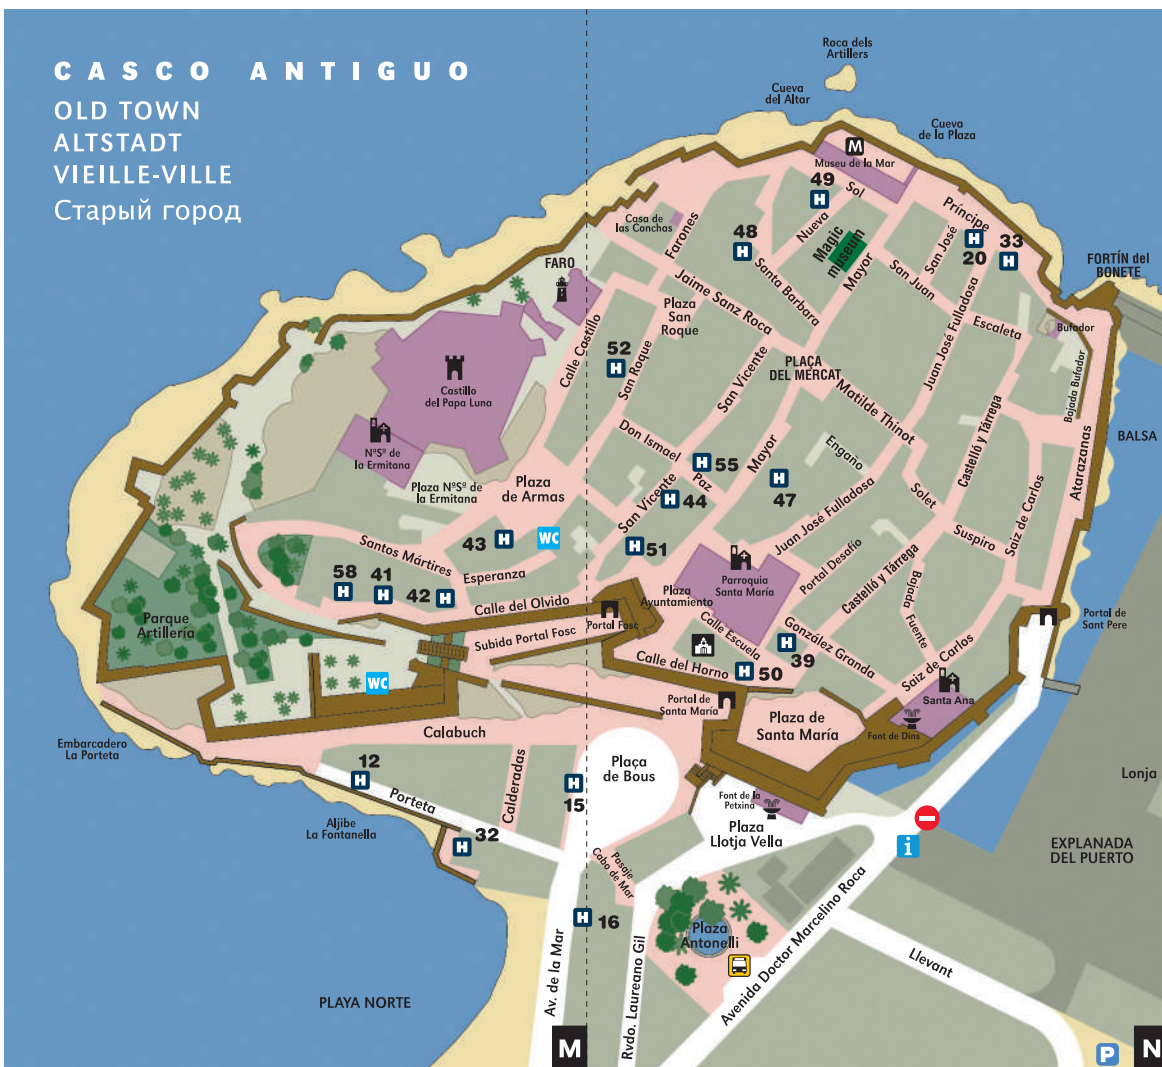 CASCO ANTIGUO
OLD TOWN
ALTSTADT
VIEILLE-VILLE
Старый город
Roca dels
Artillers
Cueva
del Altar
Cueva
de la Plaza
M
Museu de la Mar
49
H
Sol
Príncipe
Nueva
Magic
museum
Mayor
San José
San Juan
H
20
33
H
FORTÍN del
BONETE
Casa de
las Conchas
Farones
48
H
Santa Barbara
FARO
Jaime Sanz Roca
Plaza
San
Roque
Juan José Fulladosa
Escaleta
Bufador
Bajada Bufador
Calle Castillo
52
H
San Roque
San Vicente
PLAÇA
DEL MERCAT
Matilde Thinot
Castillo
del Papa Luna
Castelló y Tárrega
BALSA
NºSº de
la Ermitana
Plaza NºSº de
la Ermitana
Plaza
de Armas
Don Ismael
H
55
Paz
Mayor
Engaño
H
47
H
44
San Vicente
Juan José Fulladosa
Solet
Suspiro
Saiz de Carlos
Atarazanas
43
H
WC
H
51
Santos Mártires
Esperanza
58
H
41
H
42
H
Calle del Olvido
Parroquia
Santa María
Portal Desafío
Castelló y Tárrega
Bajada
Fuente
Plaza
Ayuntamiento
Portal Fosc
Subida Portal Fosc
Calle Escuela
Calle del Horno
H
39
González Granda
H
50
Saiz de Carlos
Portal de
Sant Pere
Parque
Artillería
WC
Santa Ana
Portal de
Santa María
Plaza de
Santa María
Font de Dins
Embarcadero
La Porteta
Calabuch
12
H
Porteta
Calderadas
H
15
Plaça
de Bous
Font de la
Petxina
Plaza
Llotja Vella
Lonja
Aljibe
La Fontanella
H
32
i
EXPLANADA
DEL PUERTO
Pasaje
Cabo de Mar
H
16
Plaza
Antonelli
Av. de la Mar
Rvdo. Laureano Gil
Avenida Doctor Marcelino Roca
Llevant
PLAYA NORTE
M
P
N